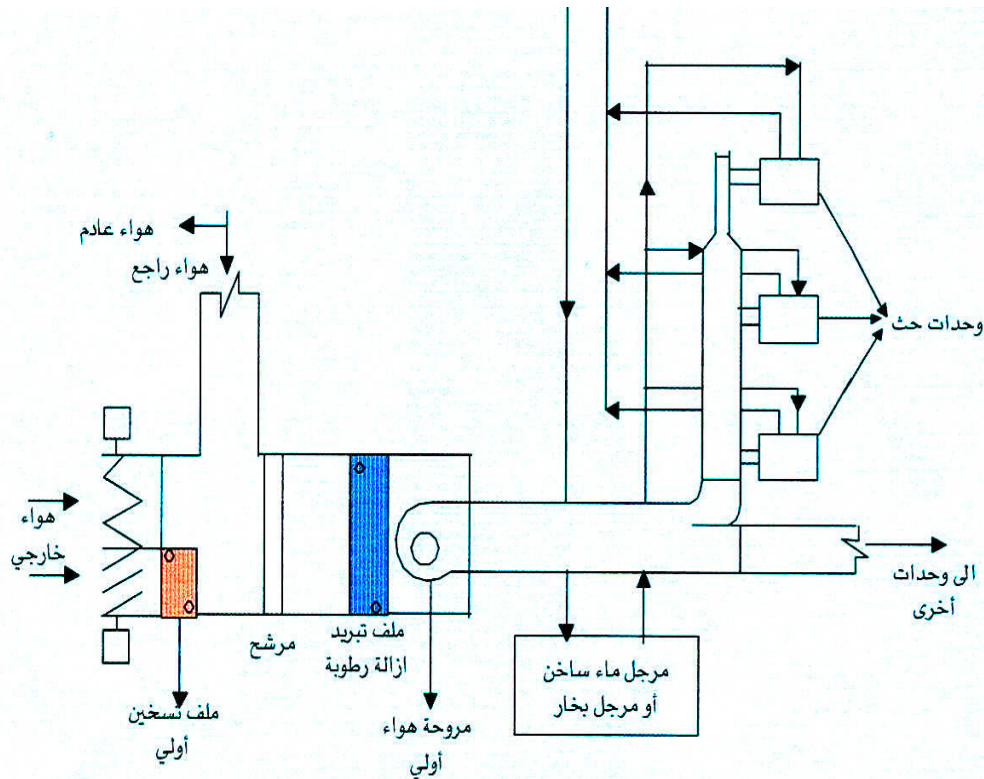 هواء عادم
هواء راجع
وحدات حث
هواء
خارجي
الى وحدات
أخرى
مرشح
ملف تبريد
ازالة رطوبة
مرجل ماء ساخن
أو مرجل بخار
ملف تسخين
أولي
مروحة هواء
أولي